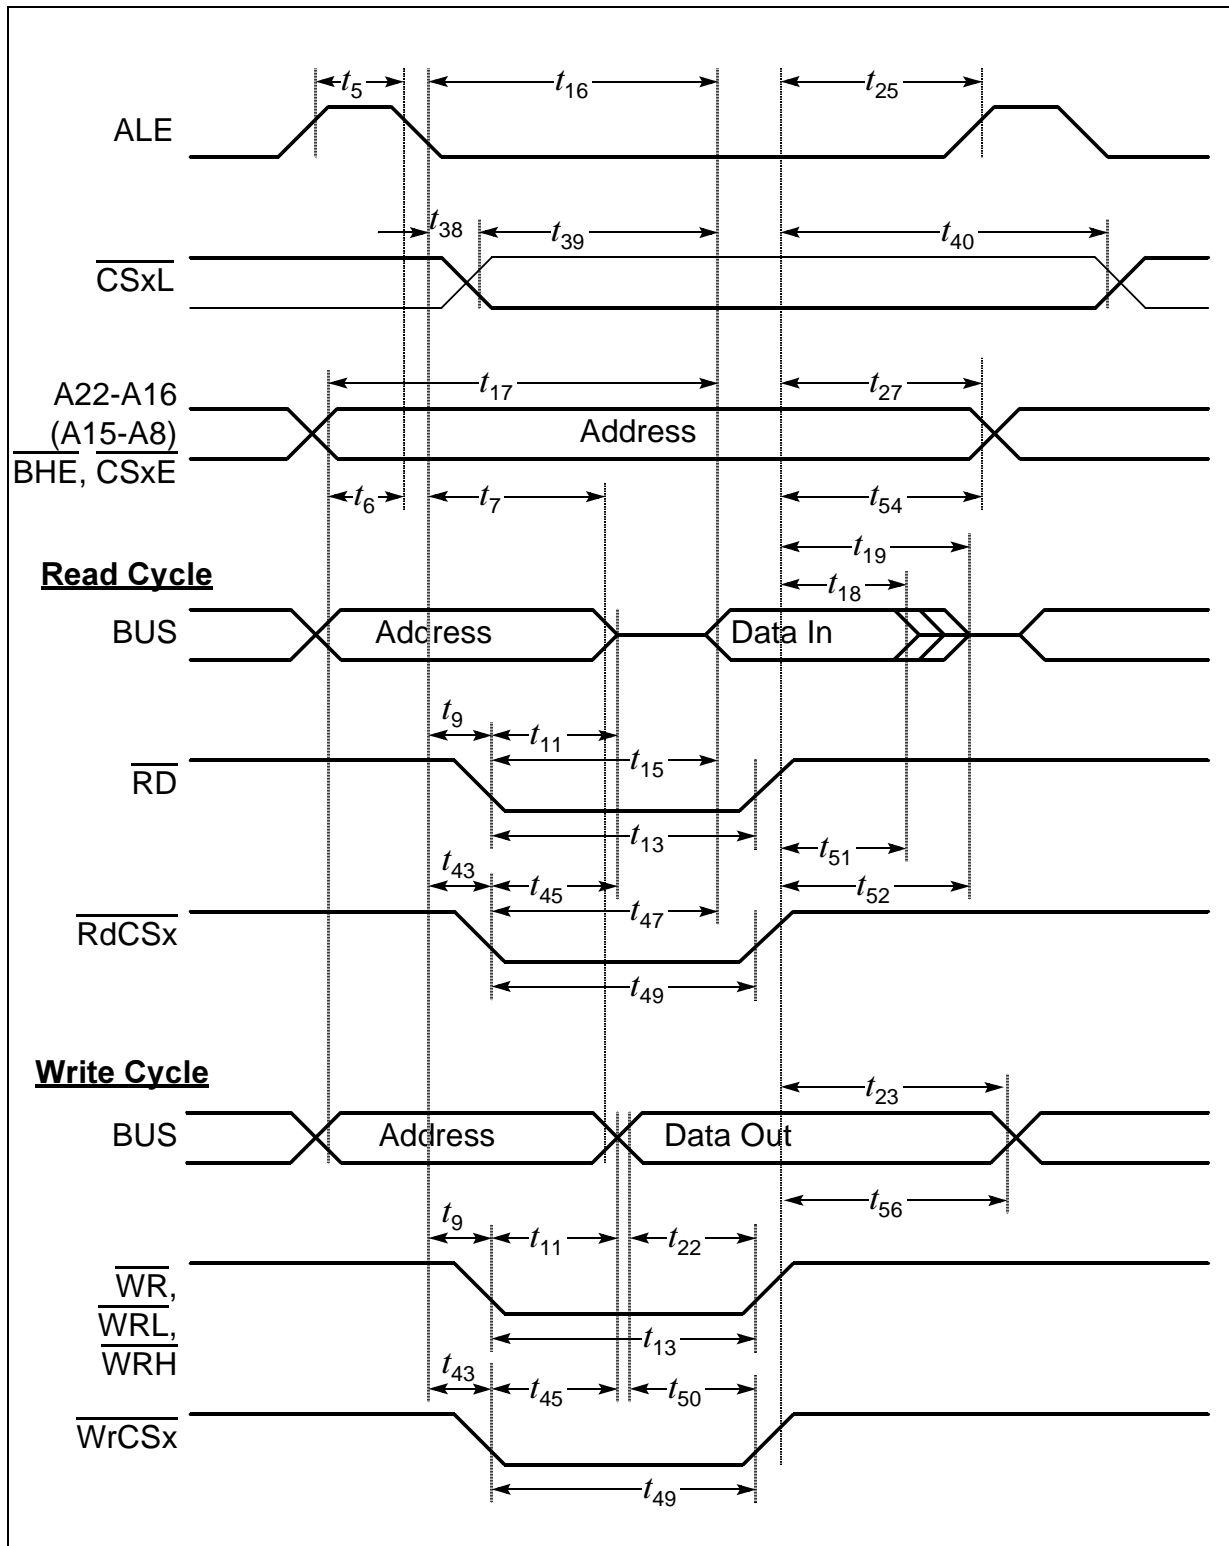 t5 t16 t25
ALE
t38 t39 t40
CSxL
A22-A16
(A15-A8)
BHE, CSxE
t17 t27
Address
t6 t7 t54
t19
Read Cycle
t18
BUS Address Data In
t9 t11
t15
RD
t13 t51
t43 t45 t52
t47
RdCSx
t49
Write Cycle
t23
BUS Address Data Out
t56
t9 t11 t22
WR,
WRL,
WRH
t13
t43 t45 t50
WrCSx
t49